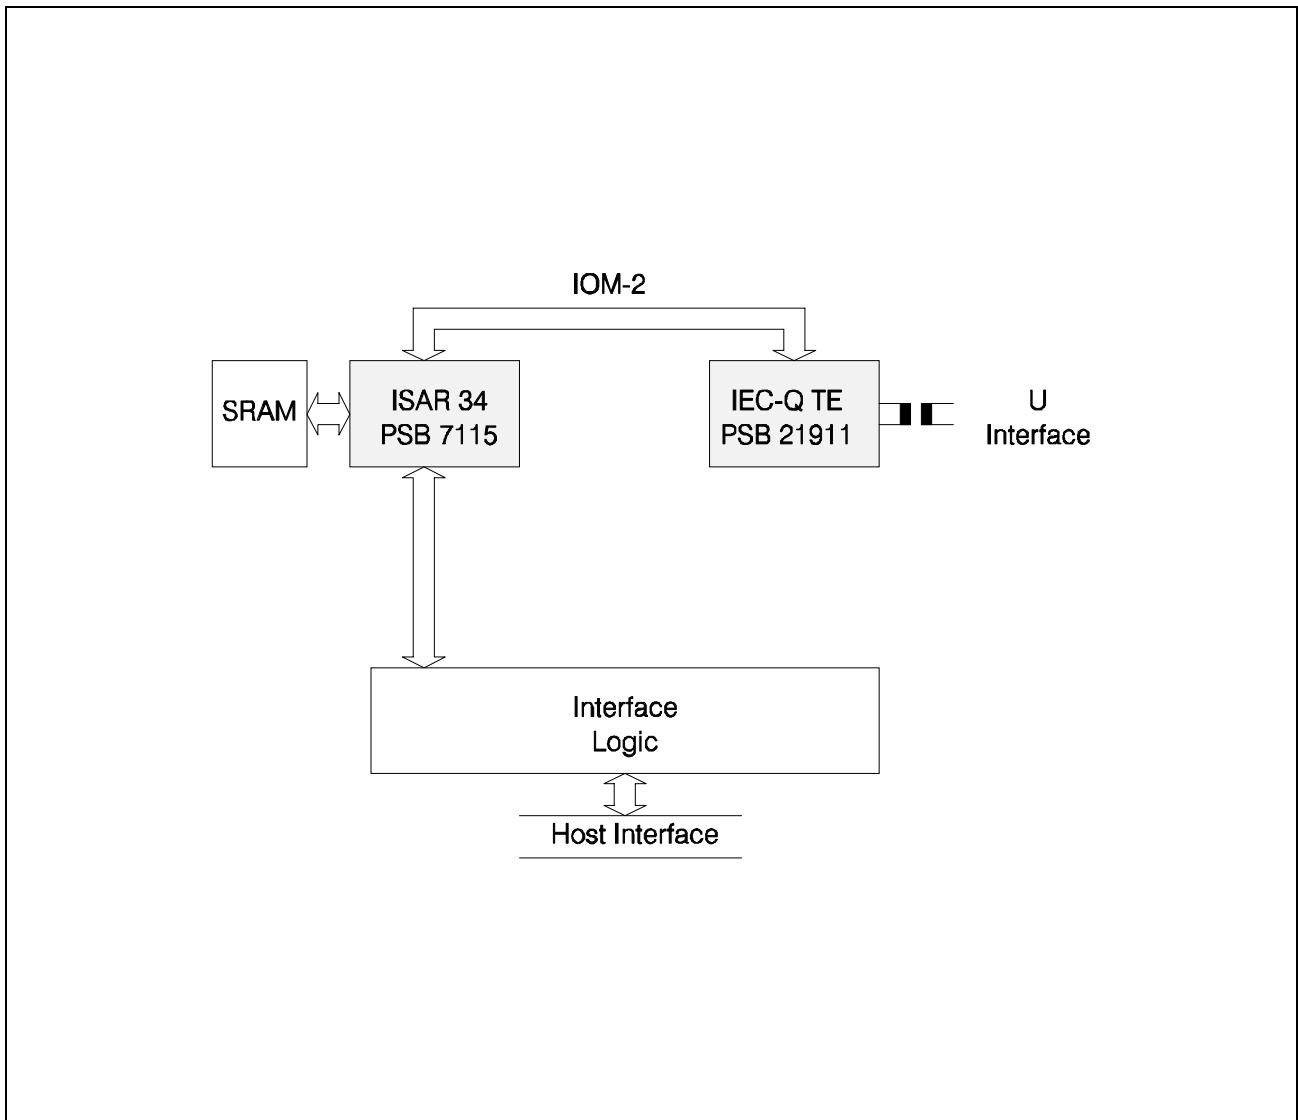 IOM-2
SRAM
ISAR 34
PSB 7115
IEC-Q TE
PSB 21911
U
Interface
Interface
Logic
Host Interface